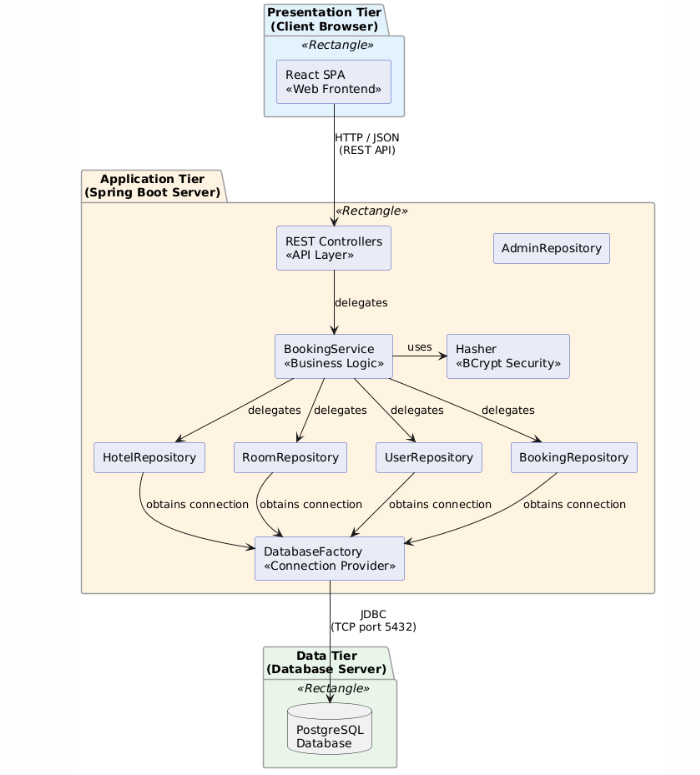 Presentation Tier
(Client Browser)
«Rectangle»
React SPA
«Web Frontend»
HTTP / JSON
(REST API)
Application Tier
(Spring Boot Server)
«Rectangle»
REST Controllers
«API Layer»
AdminRepository
delegates
BookingService
«Business Logic»
uses
Hasher
«BCrypt Security»
delegates
delegates
delegates
delegates
HotelRepository
RoomRepository
UserRepository
BookingRepository
obtains connection
obtains connection
obtains connection
obtains connection
DatabaseFactory
«Connection Provider»
JDBC
(TCP port 5432)
Data Tier
(Database Server)
«Rectangle»
PostgreSQL
Database